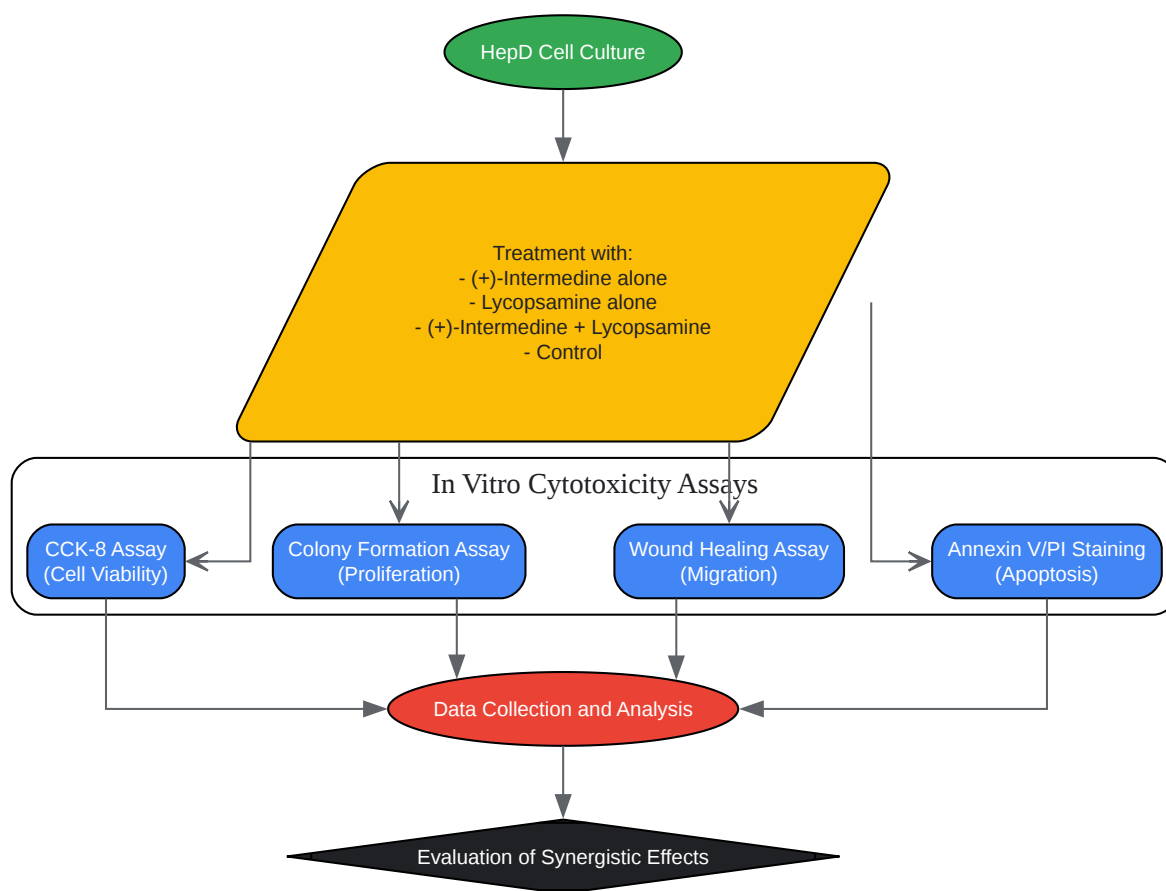 HepD Cell Culture
Treatment with:
- (+)-Intermedine alone
- Lycopsamine alone
- (+)-Intermedine + Lycopsamine
- Control
In Vitro Cytotoxicity Assays
CCK-8 Assay
(Cell Viability)
Colony Formation Assay
(Proliferation)
Wound Healing Assay
(Migration)
Annexin V/PI Staining
(Apoptosis)
Data Collection and Analysis
Evaluation of Synergistic Effects